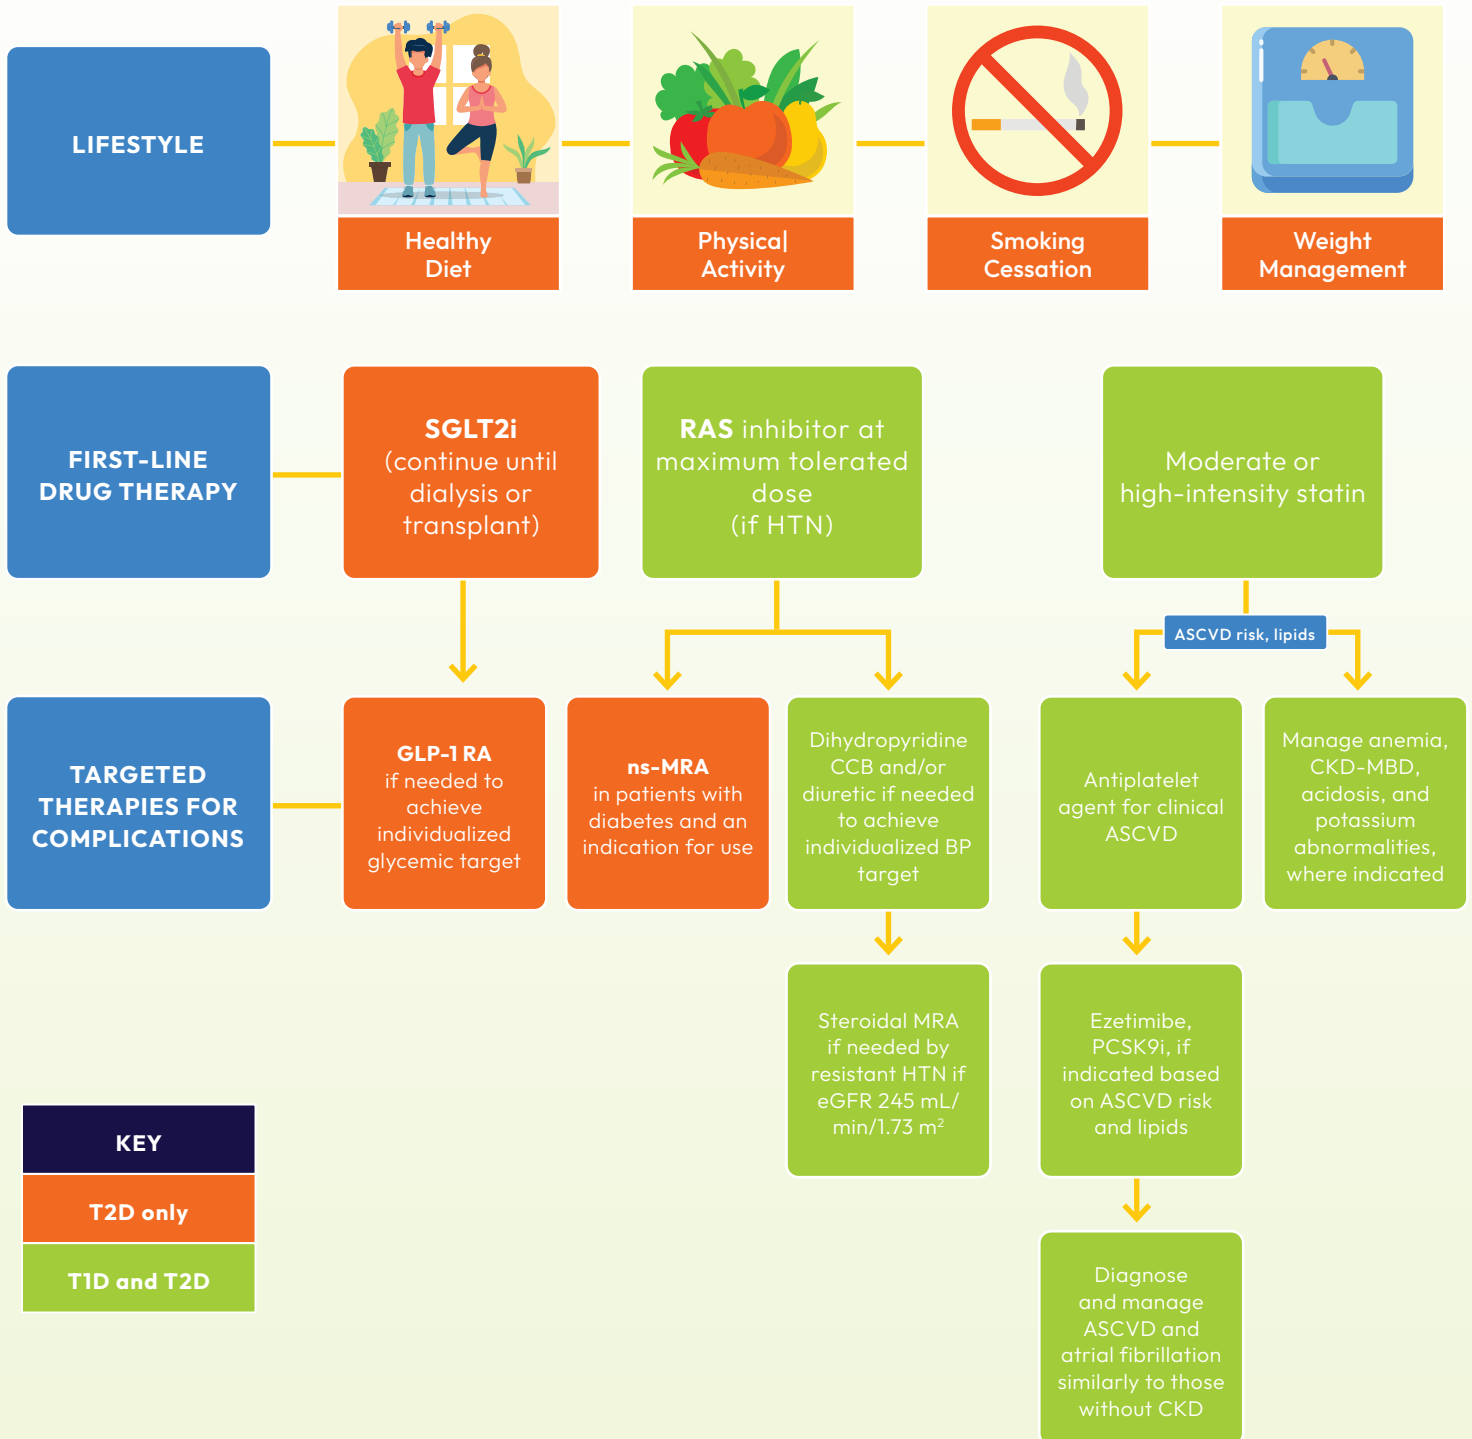 LIFESTYLE
Healthy
Diet
Physical|
Activity
Smoking
Cessation
Weight
Management
FIRST-LINE
DRUG THERAPY
SGLT2i
(continue until
dialysis or
transplant)
RAS inhibitor at
maximum tolerated
dose
(if HTN)
Moderate or
high-intensity statin
ASCVD risk, lipids
TARGETED
THERAPIES FOR
COMPLICATIONS
GLP-1 RA
if needed to
achieve
individualized
glycemic target
ns-MRA
in patients with
diabetes and an
indication for use
Dihydropyridine
CCB and/or
diuretic if needed
to achieve
individualized BP
target
Antiplatelet
agent for clinical
ASCVD
Manage anemia,
CKD-MBD,
acidosis, and
potassium
abnormalities,
where indicated
Steroidal MRA
if needed by
resistant HTN if
eGFR 245 mL/
min/1.73 m²
Ezetimibe,
PCSK9i, if
indicated based
on ASCVD risk
and lipids
Diagnose
and manage
ASCVD and
atrial fibrillation
similarly to those
without CKD
KEY
T2D only
T1D and T2D